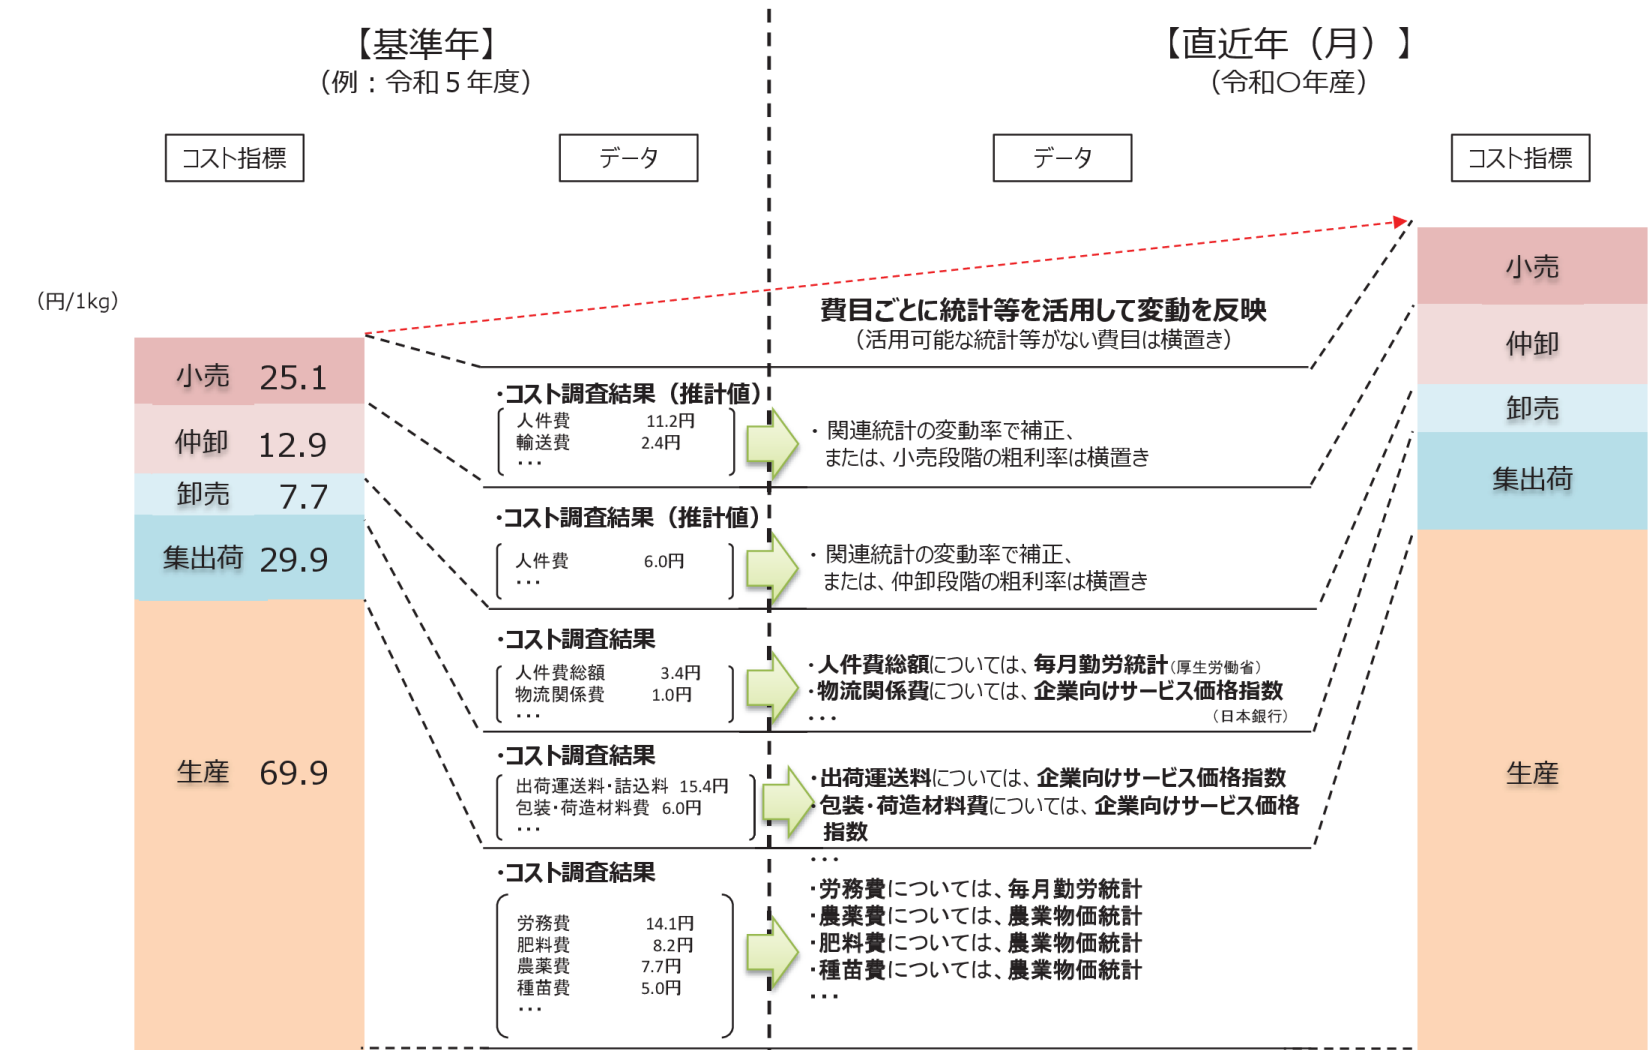 【基準年】
(例：令和５年度)
【直近年（月）】
(令和〇年産)
コスト指標
データ
データ
コスト指標
(円/1kg)
小売 25.1
仲卸 12.9
卸売 7.7
集出荷 29.9
生産 69.9
費目ごとに統計等を活用して変動を反映
(活用可能な統計等がない費目は横置き)
・コスト調査結果（推計値）
人件費 11.2円
輸送費 2.4円
・・・
・ 関連統計の変動率で補正、
または、小売段階の粗利率は横置き
・コスト調査結果（推計値）
人件費 6.0円
・・・
・ 関連統計の変動率で補正、
または、仲卸段階の粗利率は横置き
・コスト調査結果
人件費総額 3.4円
物流関係費 1.0円
・・・
・人件費総額については、毎月勤労統計(厚生労働省)
・物流関係費については、企業向けサービス価格指数
・・・ (日本銀行)
・コスト調査結果
出荷運送料・詰込料 15.4円
包装・荷造材料費 6.0円
・・・
・出荷運送料については、企業向けサービス価格指数
・包装・荷造材料費については、企業向けサービス価格
指数
・・・
・コスト調査結果
労務費 14.1円
肥料費 8.2円
農薬費 7.7円
種苗費 5.0円
・・・
・労務費については、毎月勤労統計
・農薬費については、農業物価統計
・肥料費については、農業物価統計
・種苗費については、農業物価統計
・・・
小売
仲卸
卸売
集出荷
生産